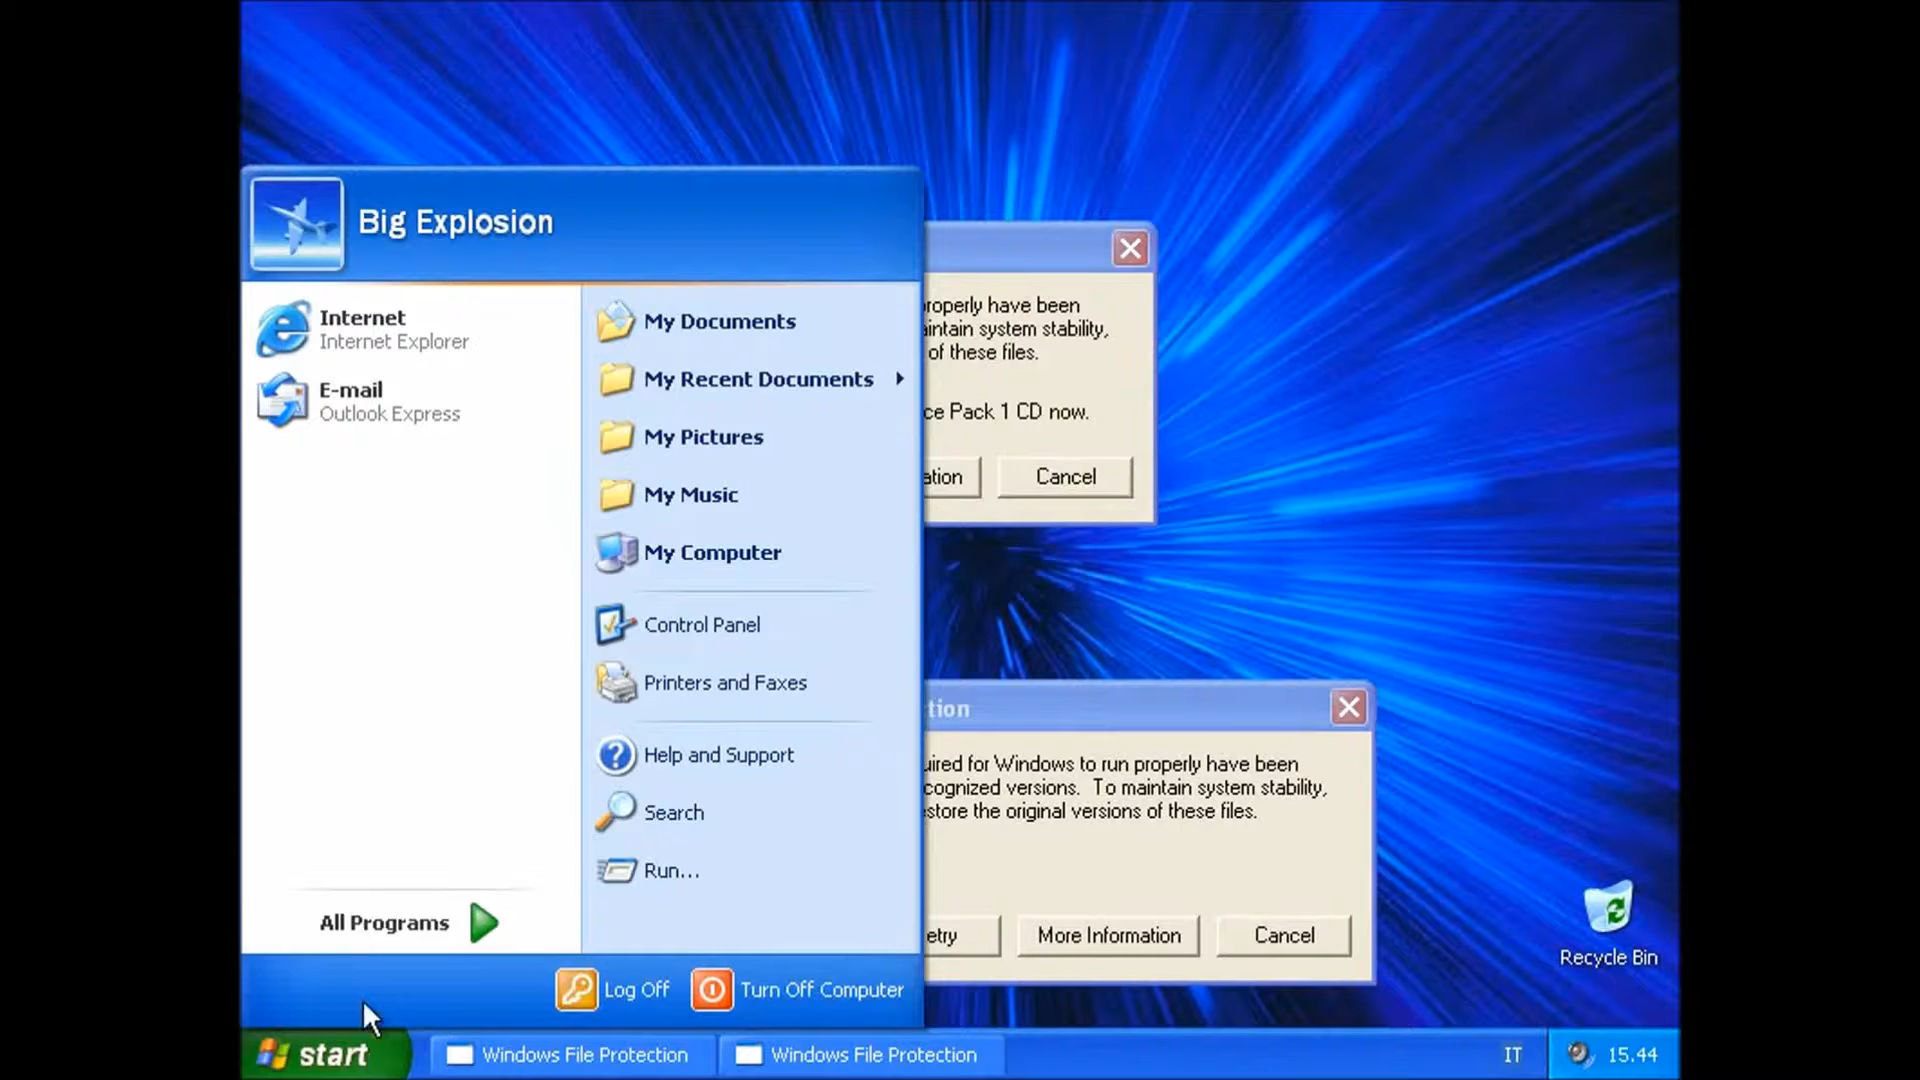 Big Explosion
Internet
Internet Explorer
E-mail
Outlook Express
All Programs
My Documents
My Recent Documents
My Pictures
My Music
My Computer
Control Panel
Printers and Faxes
Help and Support
Search
Run...
Log Off
Turn Off Computer
properly have been
aintain system stability,
of these files.
ce Pack 1 CD now.
ation
Cancel
tion
uired for Windows to run properly have been
cognized versions. To maintain system stability,
store the original versions of these files.
etry
More Information
Cancel
Recycle Bin
start
Windows File Protection
Windows File Protection
IT
15.44